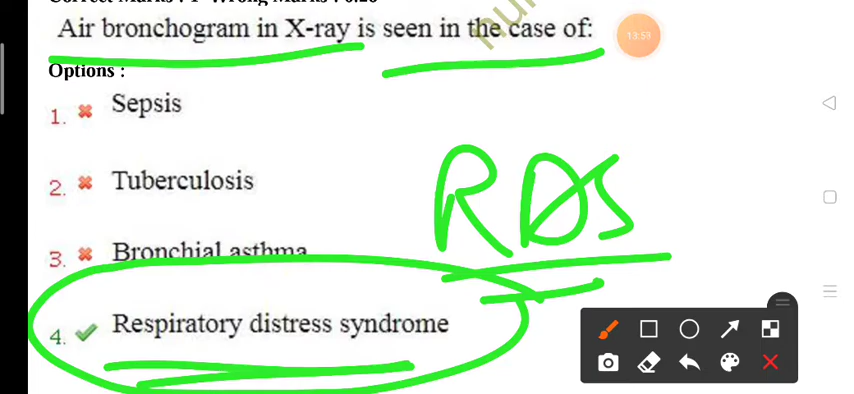 Air bronchogram in X-ray is seen in the case of:
13:51
Options :
1. Sepsis
2. Tuberculosis
RDS
3. Bronchial asthma
4. Respiratory distress syndrome